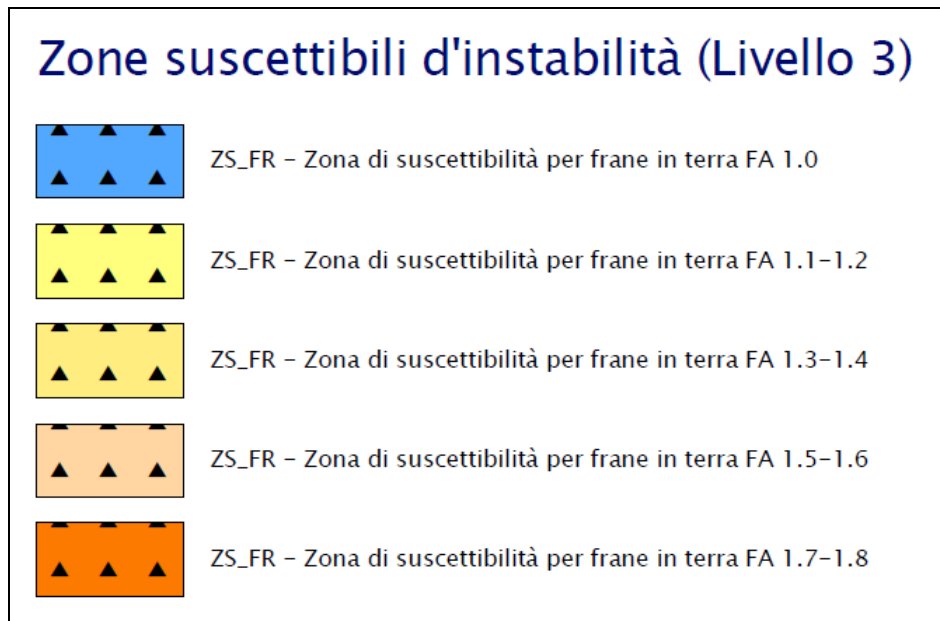 Zone suscettibili d'instabilità (Livello 3)
ZS_FR – Zona di suscettibilità per frane in terra FA 1.0
ZS_FR – Zona di suscettibilità per frane in terra FA 1.1–1.2
ZS_FR – Zona di suscettibilità per frane in terra FA 1.3–1.4
ZS_FR – Zona di suscettibilità per frane in terra FA 1.5–1.6
ZS_FR – Zona di suscettibilità per frane in terra FA 1.7–1.8